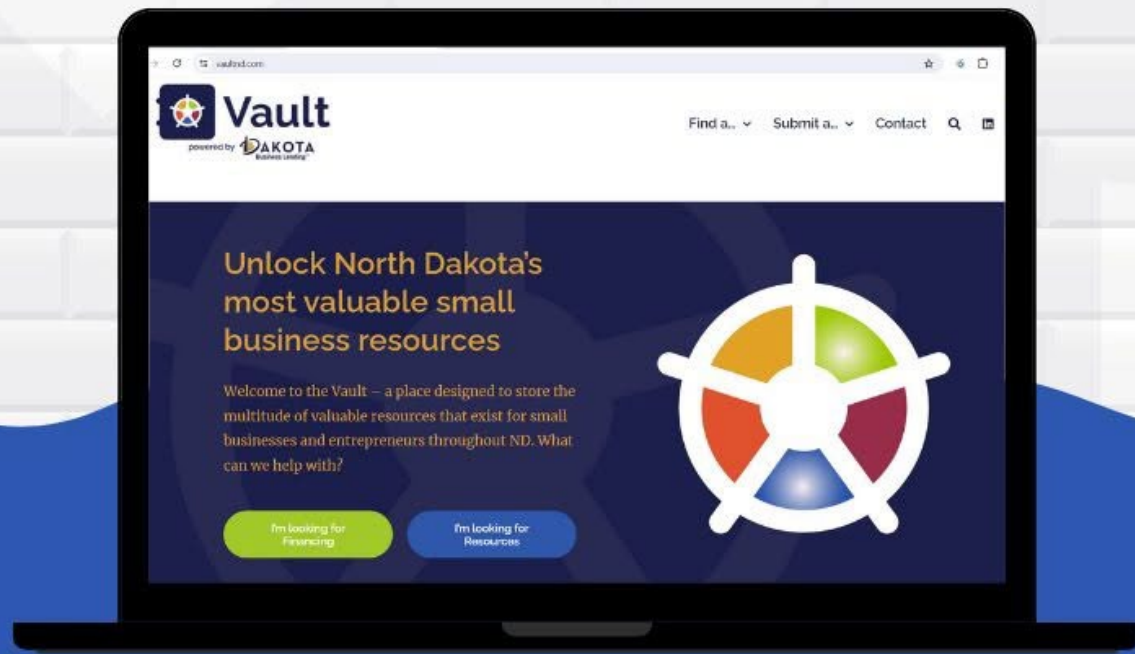 vaultnd.com
Vault
powered by DAKOTA
Business Lending
Find a... Submit a... Contact
Unlock North Dakota's
most valuable small
business resources
Welcome to the Vault – a place designed to store the
multitude of valuable resources that exist for small
businesses and entrepreneurs throughout ND. What
can we help with?
I'm looking for
Financing
I'm looking for
Resources